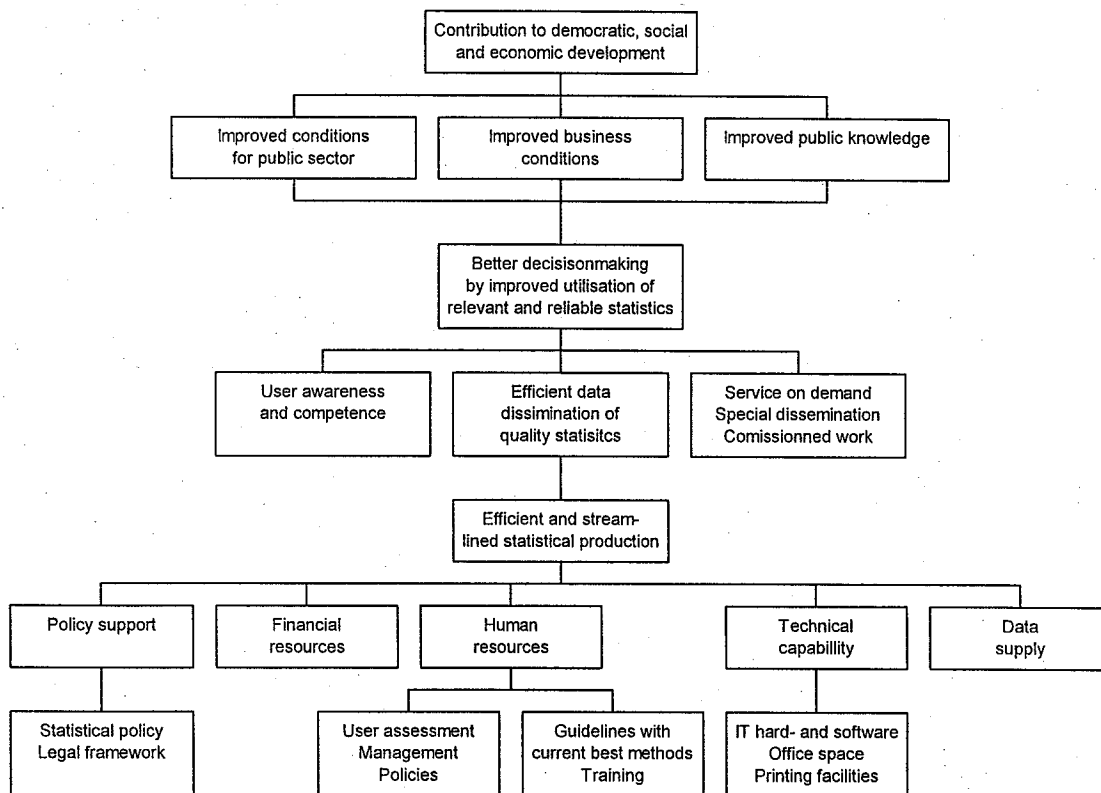 Contribution to democratic, social
and economic development
Improved conditions
for public sector
Improved business
conditions
Improved public knowledge
Better decisisonmaking
by improved utilisation of
relevant and reliable statistics
User awareness
and competence
Efficient data
dissimination of
quality statisitcs
Service on demand
Special dissemination
Comissionned work
Efficient and stream-
lined statistical production
Policy support
Financial
resources
Human
resources
Technical
capabillity
Data
supply
Statistical policy
Legal framework
User assessment
Management
Policies
Guidelines with
current best methods
Training
IT hard- and software
Office space
Printing facilities